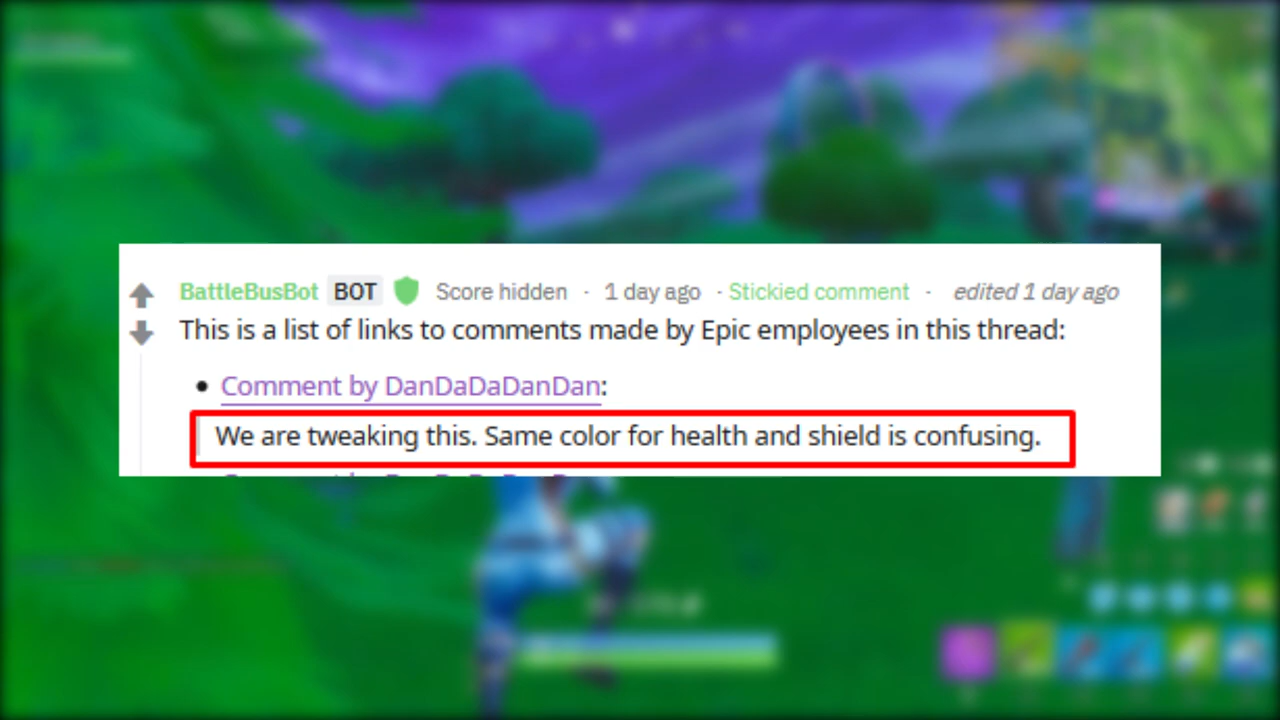 BattleBusBot BOT Score hidden · 1 day ago · Stickied comment · edited 1 day ago
This is a list of links to comments made by Epic employees in this thread:
• Comment by DanDaDaDanDan:
We are tweaking this. Same color for health and shield is confusing.